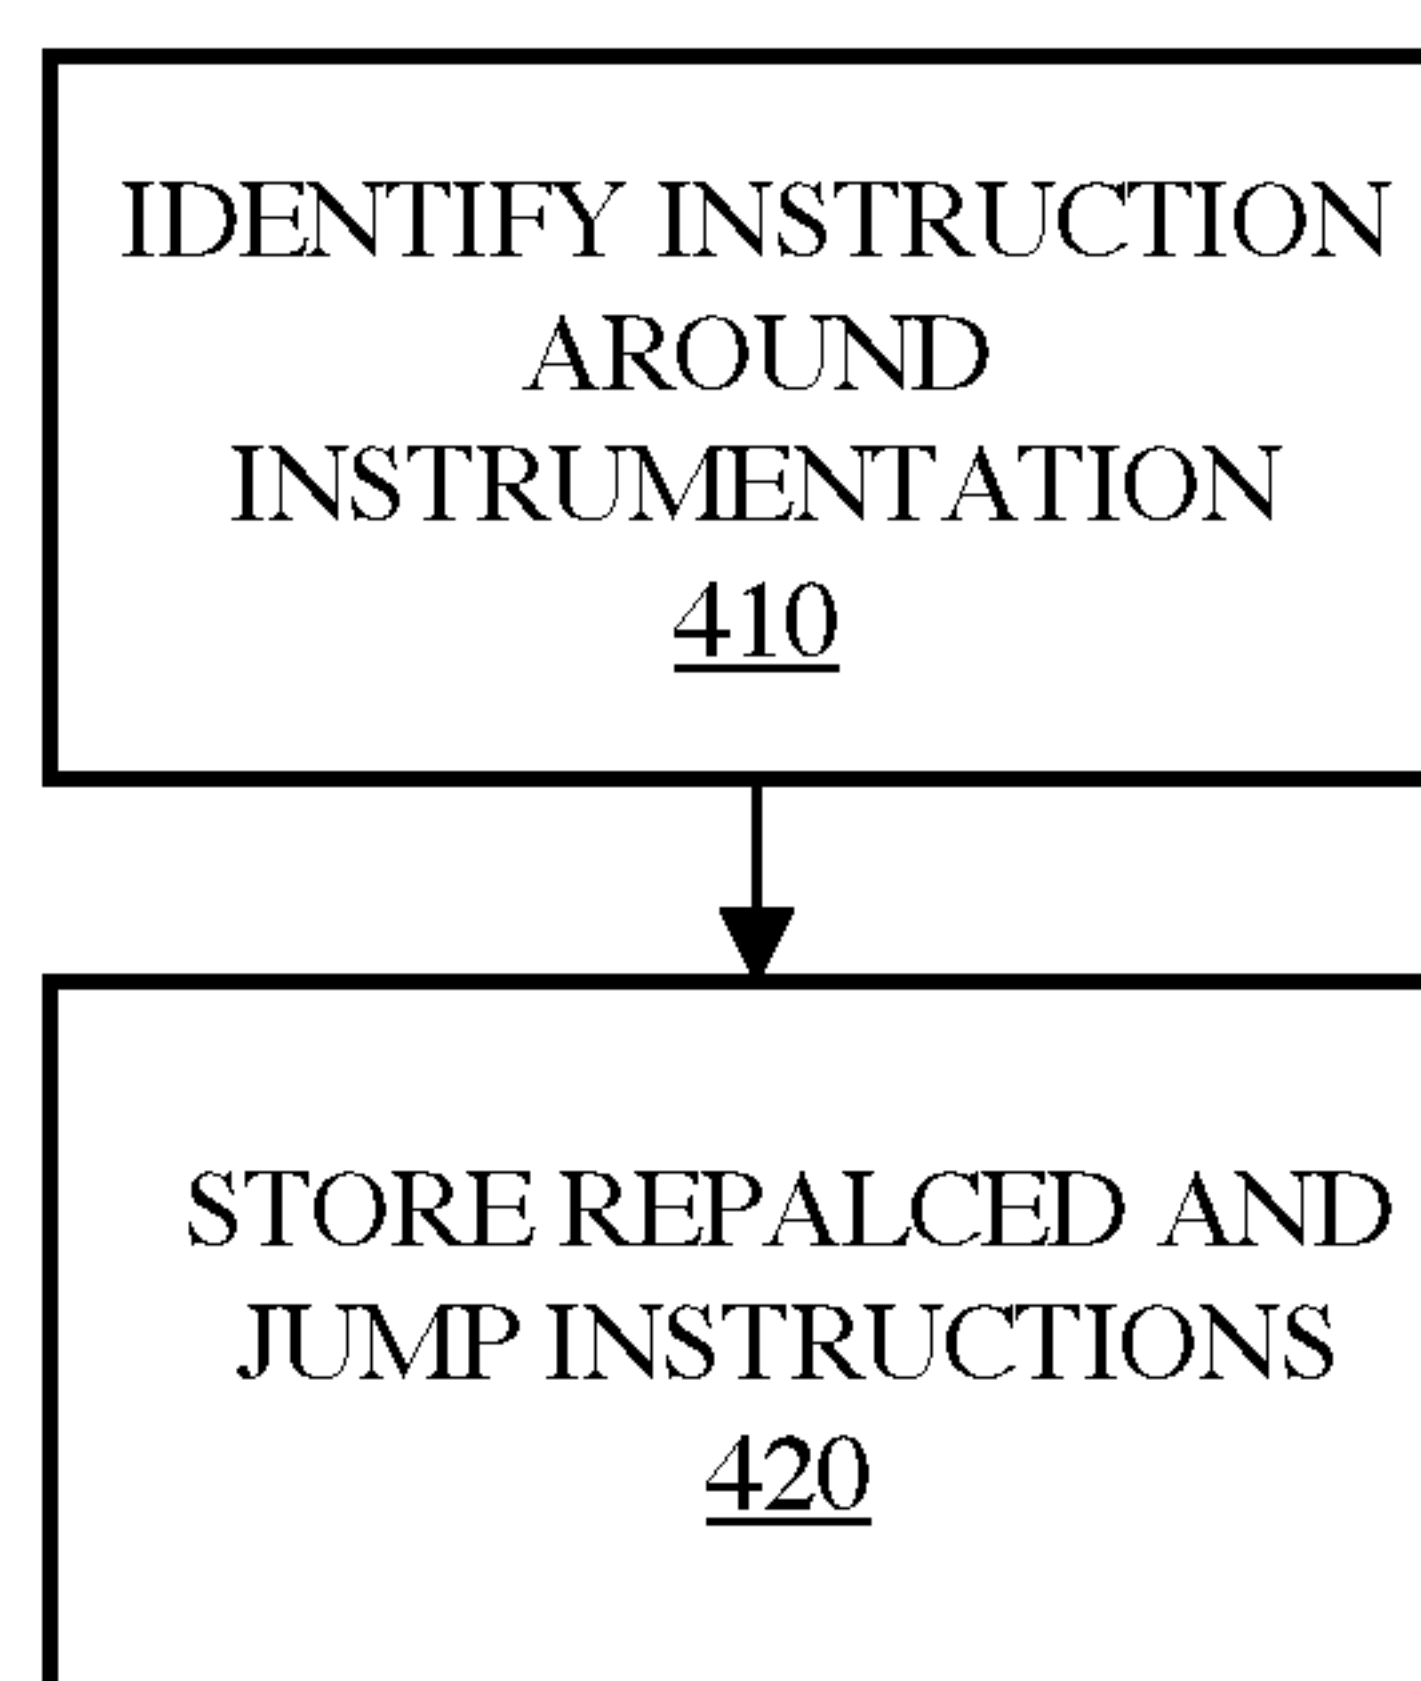 IDENTIFY INSTRUCTION
AROUND
INSTRUMENTATION
410
STORE REPALCED AND
JUMP INSTRUCTIONS
420